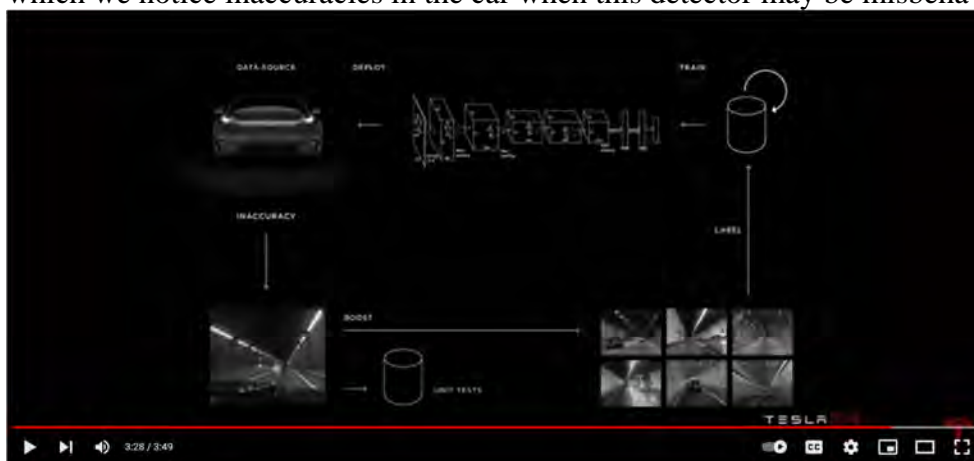 which we notice inaccuracies in the car when this detector may be misbeha
DATA SOURCE
DEPLOY
TRAIN
INACCURACY
LABEL
BOOST
UNIT TESTS
TESLA
3:28 / 3:49
CC